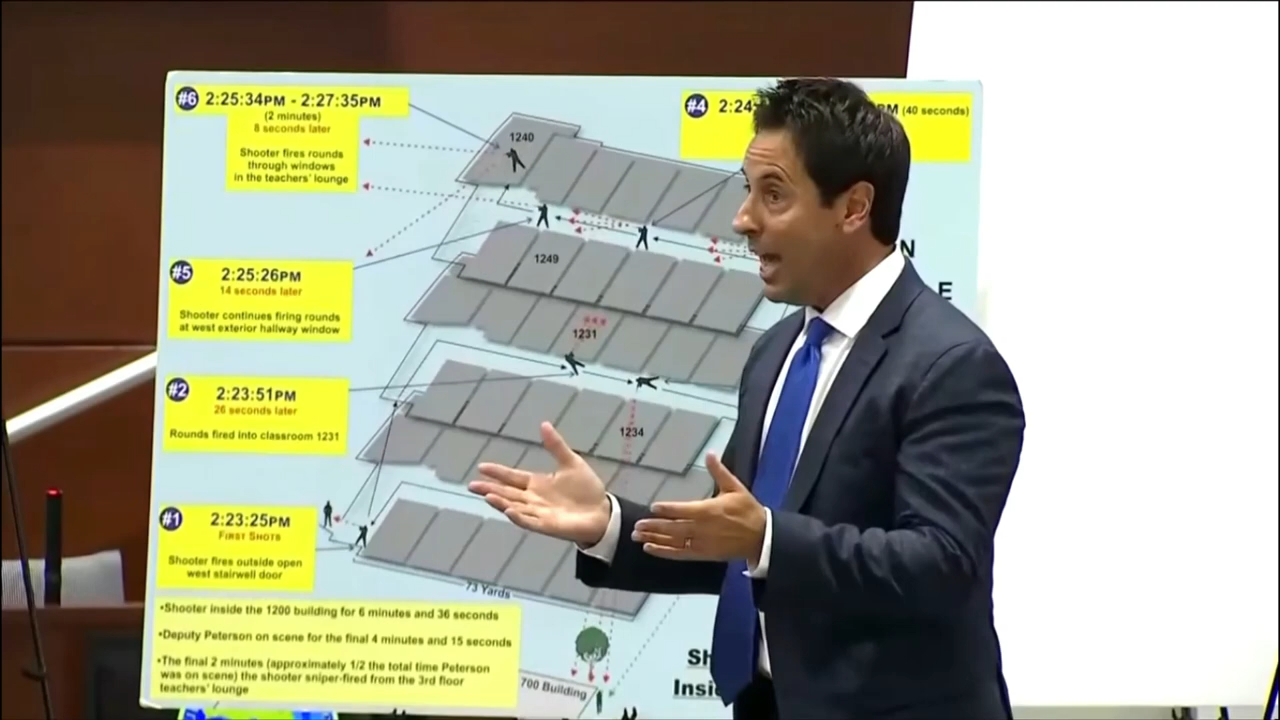 #6 2:25:34PM - 2:27:35PM
(2 minutes)
8 seconds later
Shooter fires rounds
through windows
in the teachers' lounge
#4 2:24 PM (40 seconds)
1240
1249
#5 2:25:26PM
14 seconds later
Shooter continues firing rounds
at west exterior hallway window
N
E
1231
#2 2:23:51PM
26 seconds later
Rounds fired into classroom 1231
1234
#1 2:23:25PM
FIRST SHOTS
Shooter fires outside open
west stairwell door
73 Yards
•Shooter inside the 1200 building for 6 minutes and 36 seconds
•Deputy Peterson on scene for the final 4 minutes and 15 seconds
•The final 2 minutes (approximately 1/2 the total time Peterson
was on scene) the shooter sniper-fired from the 3rd floor
teachers' lounge
700 Building
Sh
Insi